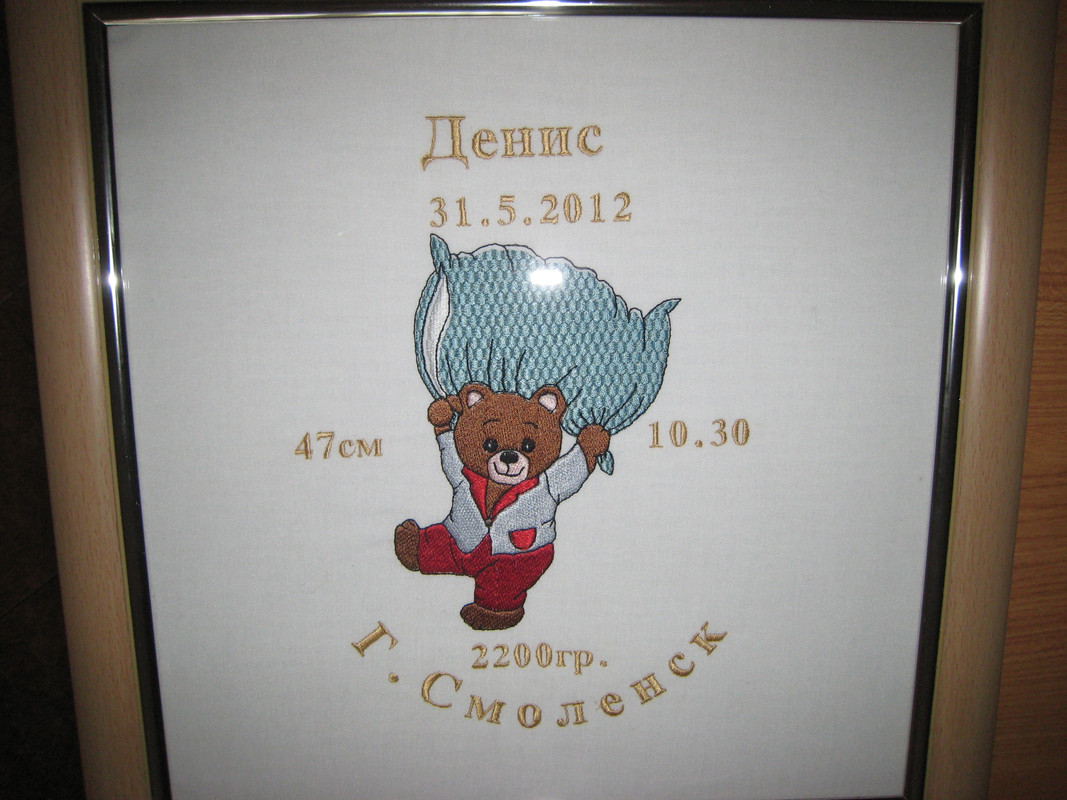 Денис
31.5.2012
47см
10.30
2200гр.
Г. Смоленск